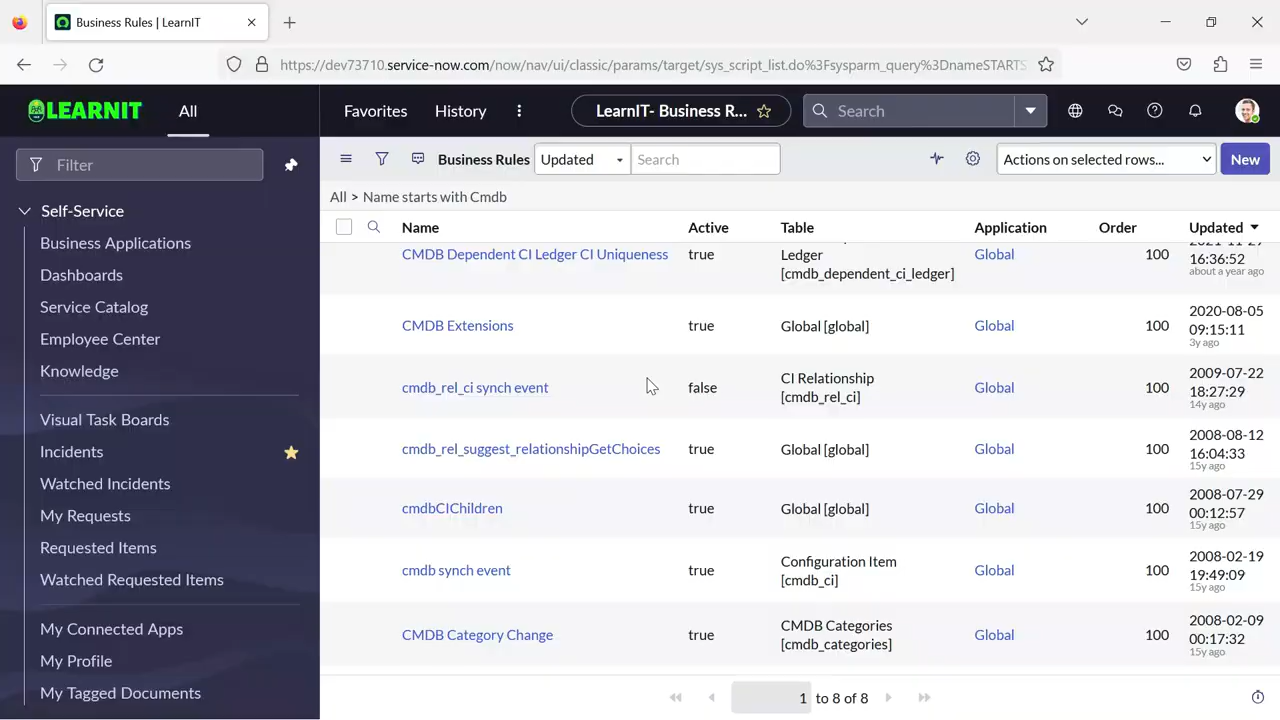 Business Rules | LearnIT
https://dev73710.service-now.com/now/nav/ui/classic/params/target/sys_script_list.do%3Fsysparm_query%3DnameSTARTS
LEARNIT
All
Favorites
History
LearnIT- Business R...
Search
Filter
Business Rules
Updated
Search
Actions on selected rows...
New
All > Name starts with Cmdb
Self-Service
Business Applications
Dashboards
Service Catalog
Employee Center
Knowledge
Visual Task Boards
Incidents
Watched Incidents
My Requests
Requested Items
Watched Requested Items
My Connected Apps
My Profile
My Tagged Documents
Name Active Table Application Order Updated
CMDB Dependent CI Ledger CI Uniqueness true Ledger Global 100 16:36:52
[cmdb_dependent_ci_ledger] about a year ago
CMDB Extensions true Global [global] Global 100 2020-08-05
09:15:11
3y ago
cmdb_rel_ci synch event false CI Relationship Global 100 2009-07-22
[cmdb_rel_ci] 18:27:29
14y ago
cmdb_rel_suggest_relationshipGetChoices true Global [global] Global 100 2008-08-12
16:04:33
15y ago
cmdbCIChildren true Global [global] Global 100 2008-07-29
00:12:57
15y ago
cmdb synch event true Configuration Item Global 100 2008-02-19
[cmdb_ci] 19:49:09
15y ago
CMDB Category Change true CMDB Categories Global 100 2008-02-09
[cmdb_categories] 00:17:32
15y ago
1 to 8 of 8